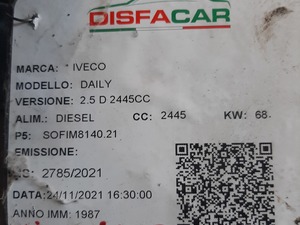 DISFACAR
MARCA: IVECO
MODELLO: DAILY
VERSIONE: 2.5 D 2445CC
ALIM.: DIESEL CC: 2445 KW: 68
P5: SOFIM8140.21
EMISSIONE:
2785/2021
DATA:24/11/2021 16:30:00
ANNO IMM: 1987